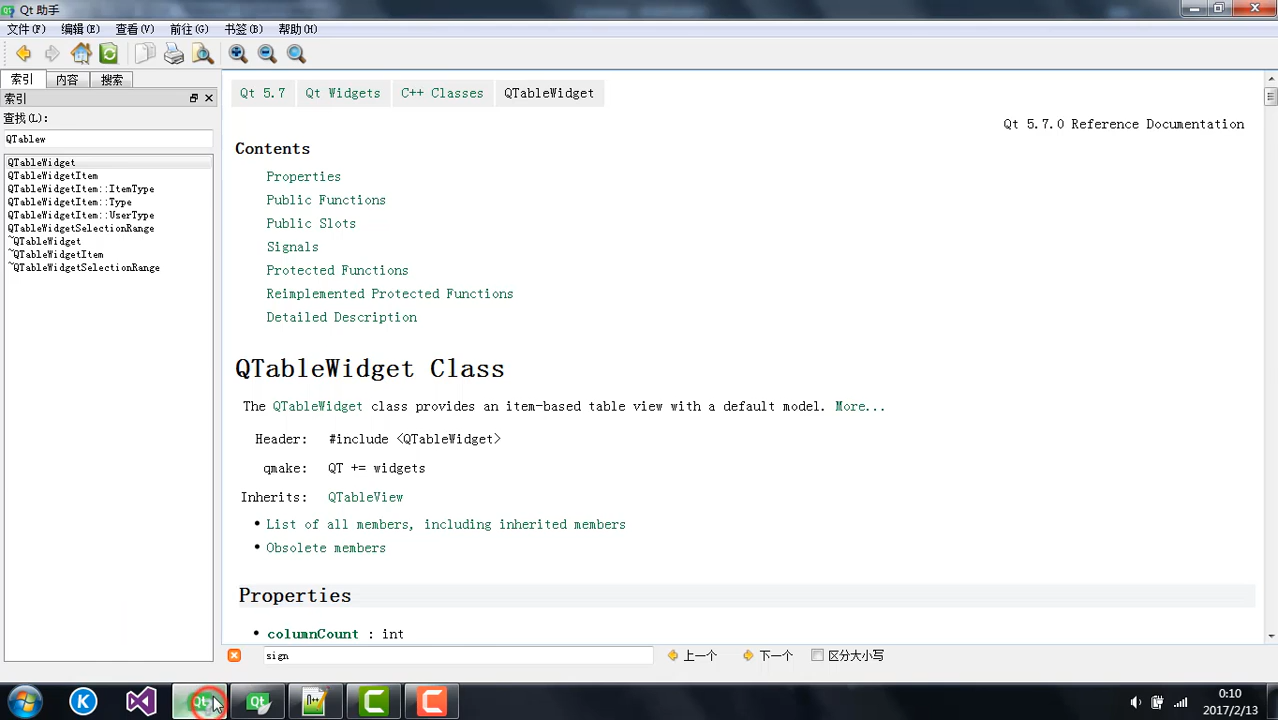 Qt 助手
文件(F) 编辑(E) 查看(V) 前往(G) 书签(B) 帮助(H)
索引 内容 搜索
索引
查找(L):
QTablew
QTableWidget
QTableWidgetItem
QTableWidgetItem::ItemType
QTableWidgetItem::Type
QTableWidgetItem::UserType
QTableWidgetSelectionRange
~QTableWidget
~QTableWidgetItem
~QTableWidgetSelectionRange
Qt 5.7 Qt Widgets C++ Classes QTableWidget
Qt 5.7.0 Reference Documentation
Contents
Properties
Public Functions
Public Slots
Signals
Protected Functions
Reimplemented Protected Functions
Detailed Description
QTableWidget Class
The QTableWidget class provides an item-based table view with a default model. More...
Header: #include <QTableWidget>
qmake: QT += widgets
Inherits: QTableView
• List of all members, including inherited members
• Obsolete members
Properties
• columnCount : int
sign 上一个 下一个 区分大小写
0:10
2017/2/13